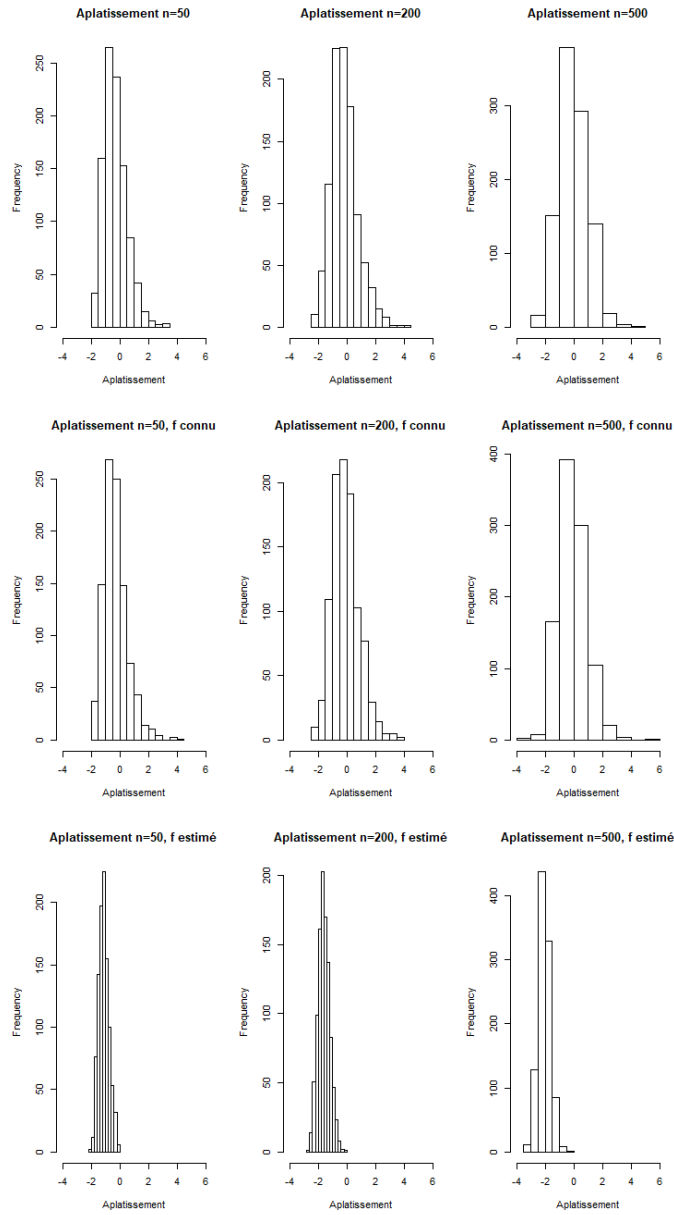 Aplatissement n=50
Aplatissement n=200
Aplatissement n=500
Frequency
0
50
100
150
200
250
-4 -2 0 2 4 6
Aplatissement
Frequency
0
50
100
150
200
-4 -2 0 2 4 6
Aplatissement
Frequency
0
100
200
300
-4 -2 0 2 4 6
Aplatissement
Aplatissement n=50, f connu
Aplatissement n=200, f connu
Aplatissement n=500, f connu
Frequency
0
50
100
150
200
250
-4 -2 0 2 4 6
Aplatissement
Frequency
0
50
100
150
200
-4 -2 0 2 4 6
Aplatissement
Frequency
0
100
200
300
400
-4 -2 0 2 4 6
Aplatissement
Aplatissement n=50, f estimé
Aplatissement n=200, f estimé
Aplatissement n=500, f estimé
Frequency
0
50
100
150
200
-4 -2 0 2 4 6
Aplatissement
Frequency
0
50
100
150
200
-4 -2 0 2 4 6
Aplatissement
Frequency
0
100
200
300
400
-4 -2 0 2 4 6
Aplatissement